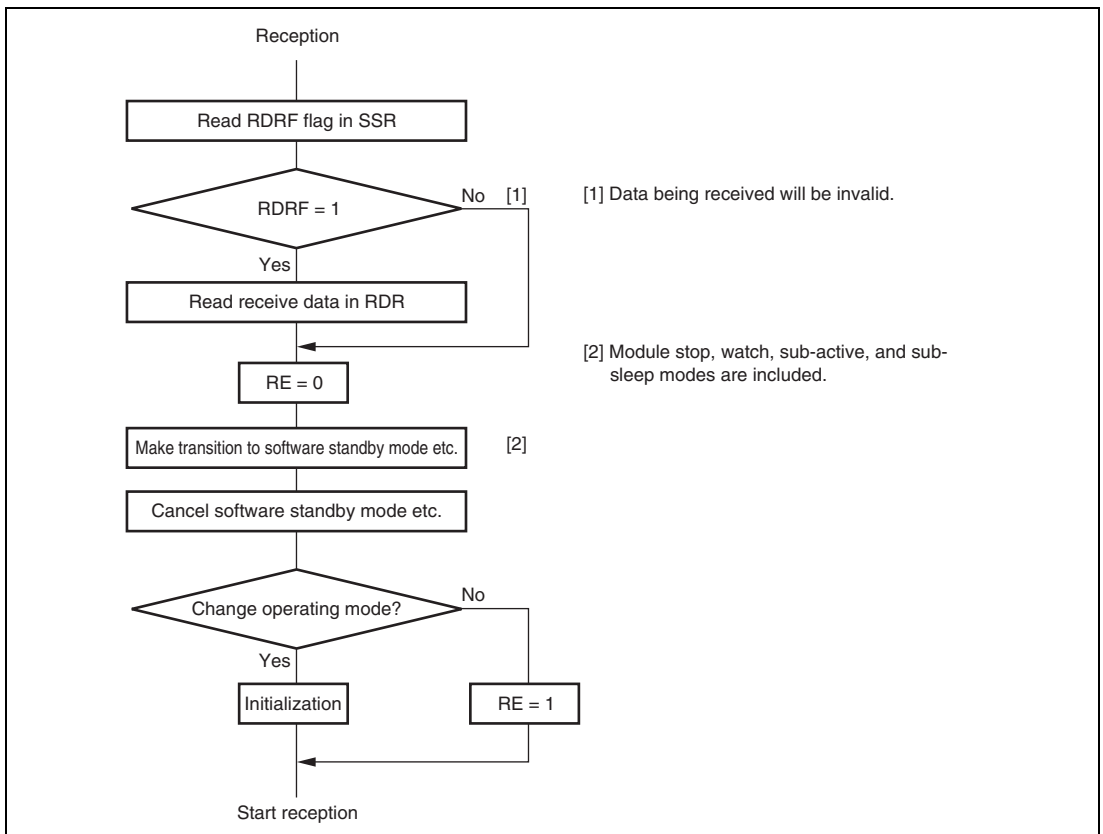 Reception
Read RDRF flag in SSR
RDRF = 1
No
[1]
[1] Data being received will be invalid.
Yes
Read receive data in RDR
[2] Module stop, watch, sub-active, and sub-
sleep modes are included.
RE = 0
Make transition to software standby mode etc.
[2]
Cancel software standby mode etc.
Change operating mode?
No
Yes
Initialization
RE = 1
Start reception